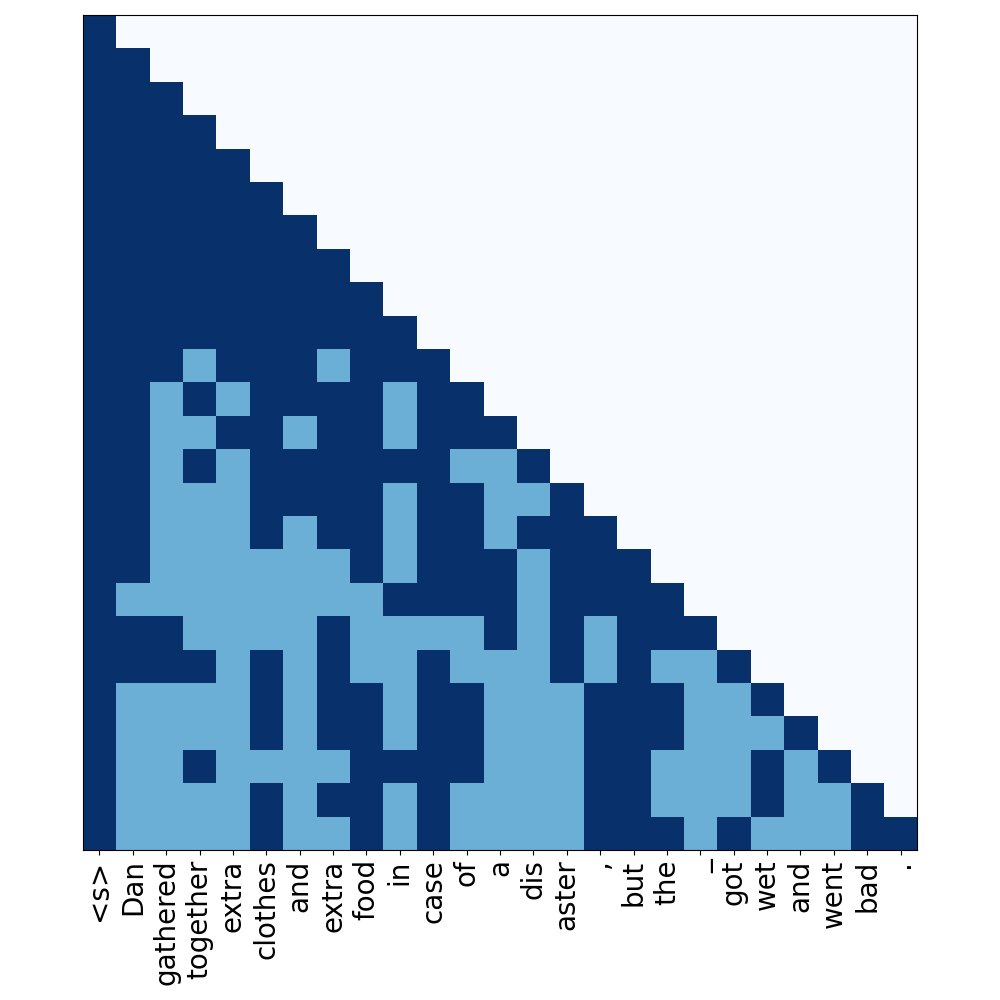 <s> Dan gathered together extra clothes and extra food in case of a dis aster , but the _ got wet and went bad .